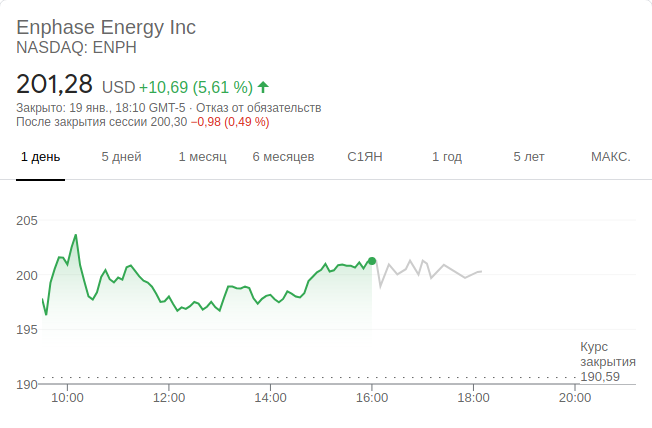 Enphase Energy Inc
NASDAQ: ENPH
201,28 USD +10,69 (5,61 %)
Закрыто: 19 янв., 18:10 GMT-5 · Отказ от обязательств
После закрытия сессии 200,30 −0,98 (0,49 %)
1 день 5 дней 1 месяц 6 месяцев С1ЯН 1 год 5 лет МАКС.
205
200
195
Курс
закрытия
190,59
190
10:00 12:00 14:00 16:00 18:00 20:00